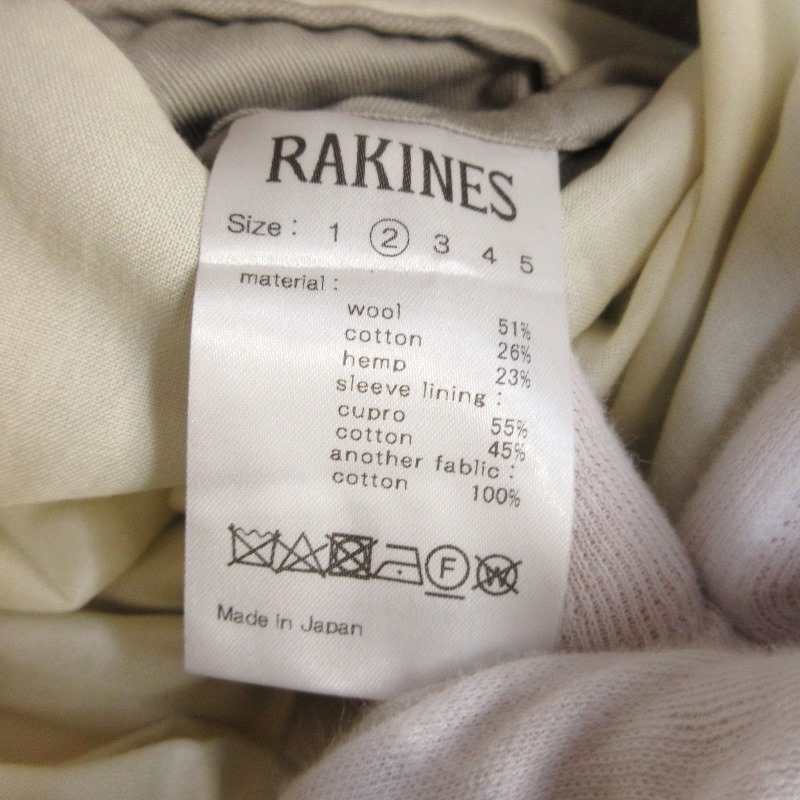 RAKINES
Size : 1 2 3 4 5
material :
wool 51%
cotton 26%
hemp 23%
sleeve lining :
cupro 55%
cotton 45%
another fablic :
cotton 100%
F W
Made in Japan